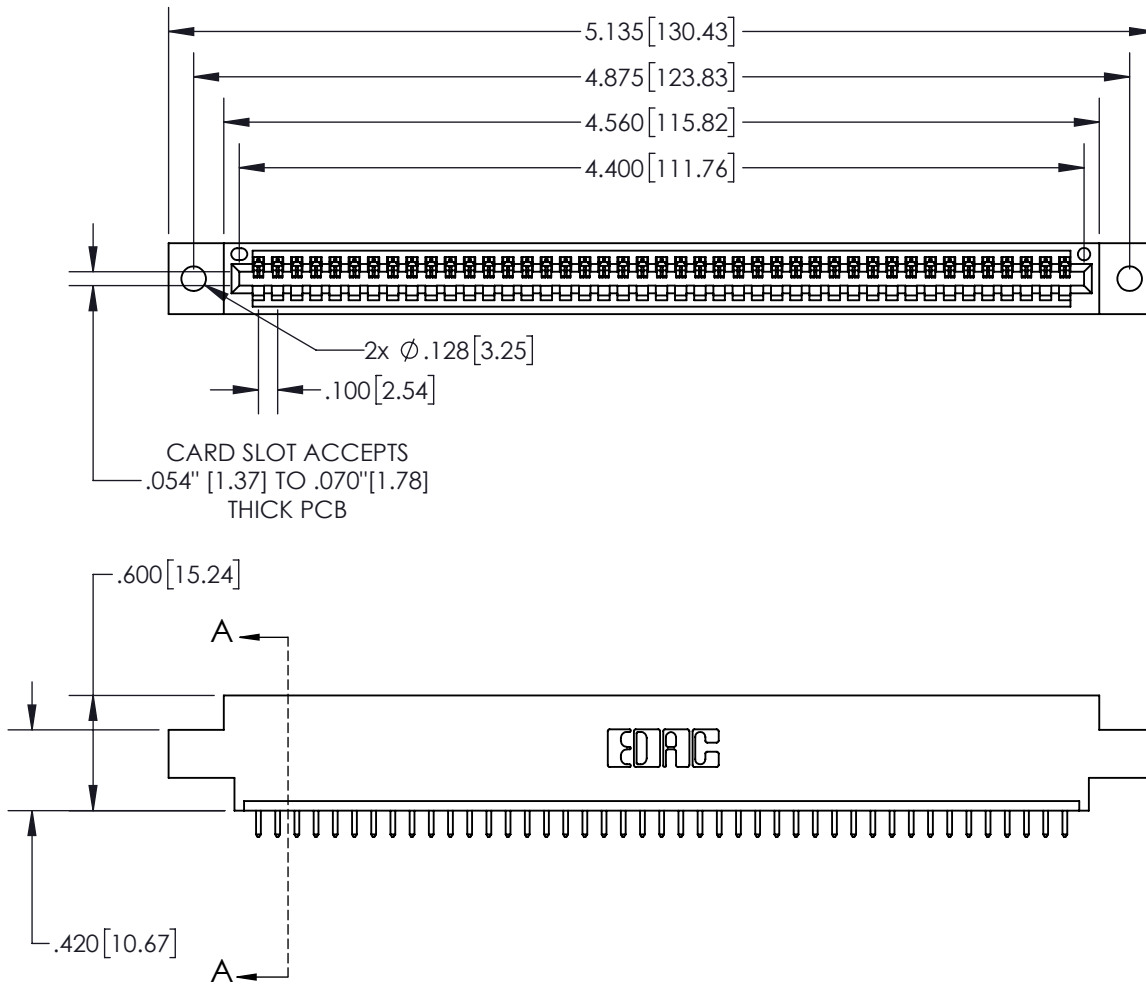 5.135[130.43]
4.875[123.83]
4.560[115.82]
4.400[111.76]
2x Ø.128[3.25]
.100[2.54]
CARD SLOT ACCEPTS
.054" [1.37] TO .070"[1.78]
THICK PCB
.600[15.24]
A
EDAC
.420[10.67]
A